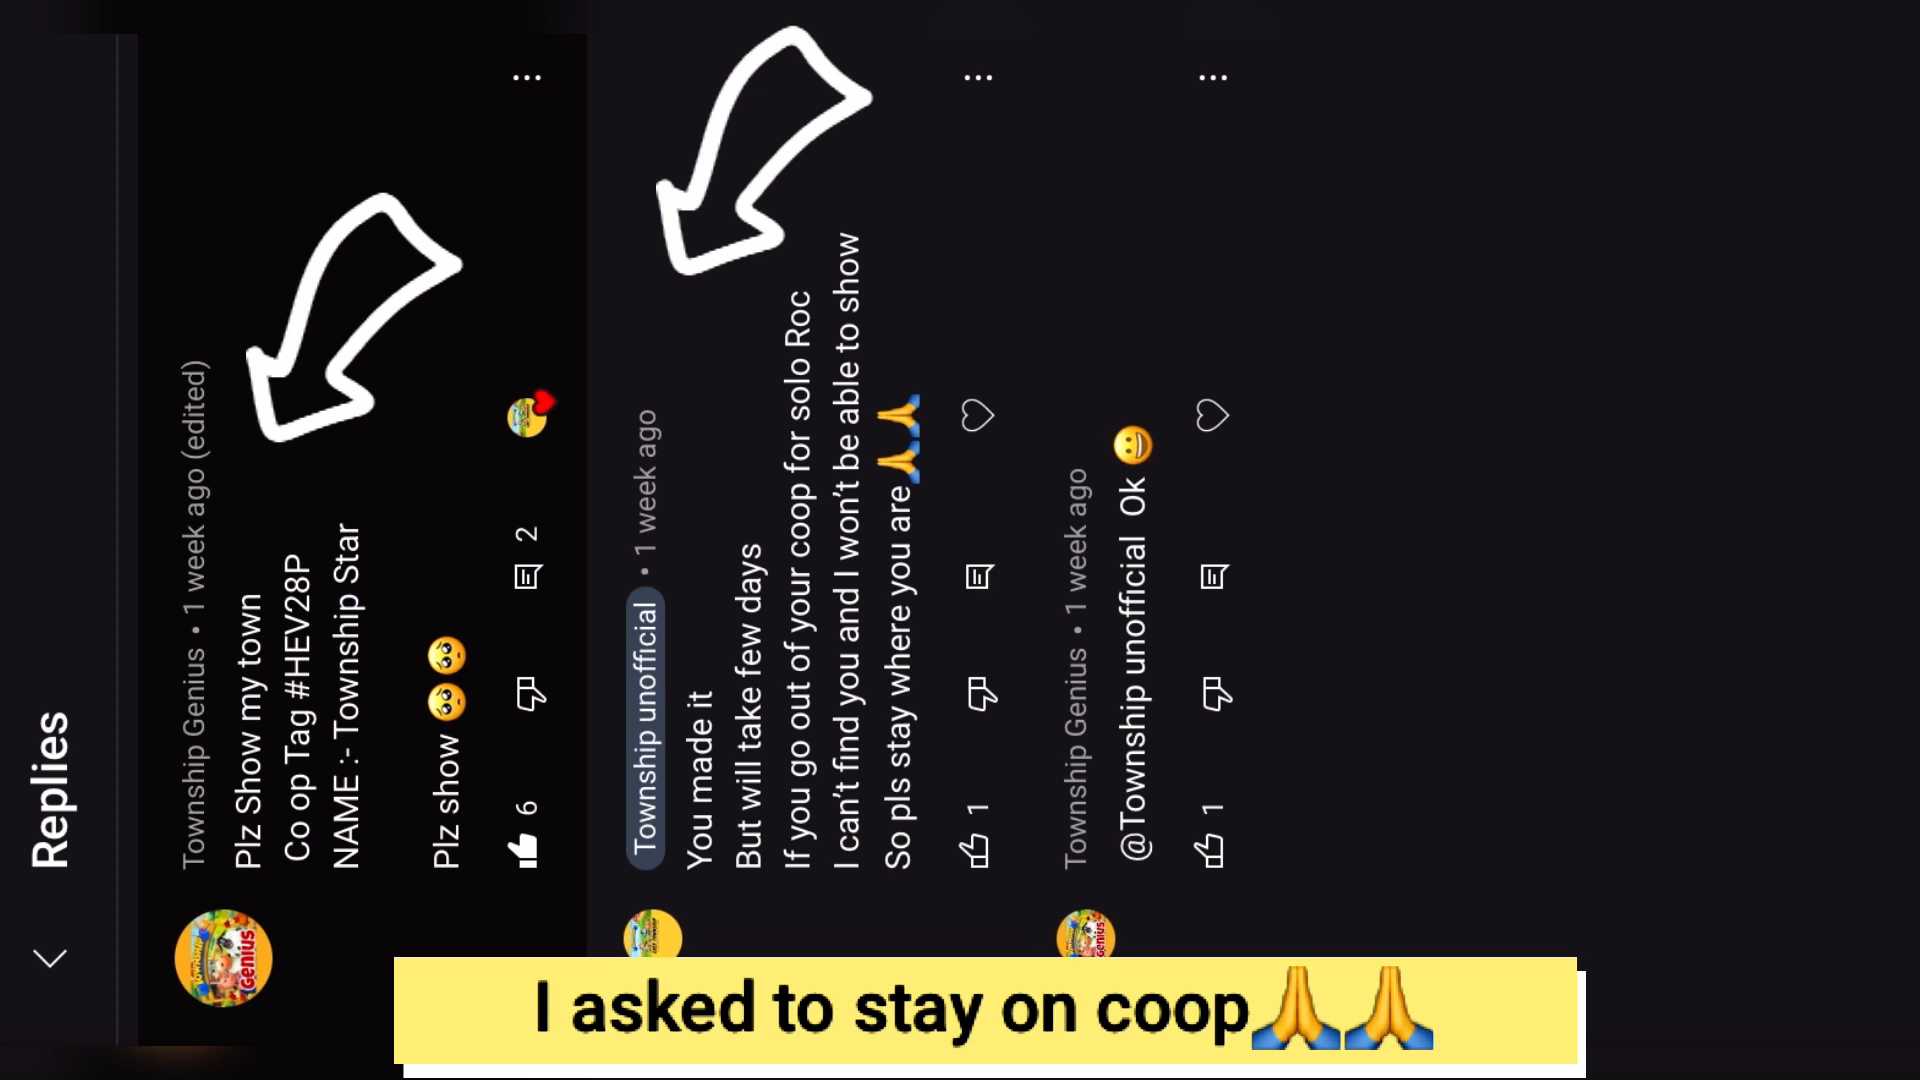 Replies
Township Genius • 1 week ago (edited)
Plz Show my town
Co op Tag #HEV28P
NAME :- Township Star
Plz show 🥺🥺
6
2
Township unofficial • 1 week ago
You made it
But will take few days
If you go out of your coop for solo Roc
I can't find you and I won't be able to show
So pls stay where you are 🙏🙏
1
Township Genius • 1 week ago
@Township unofficial Ok 😀
1
I asked to stay on coop🙏🙏